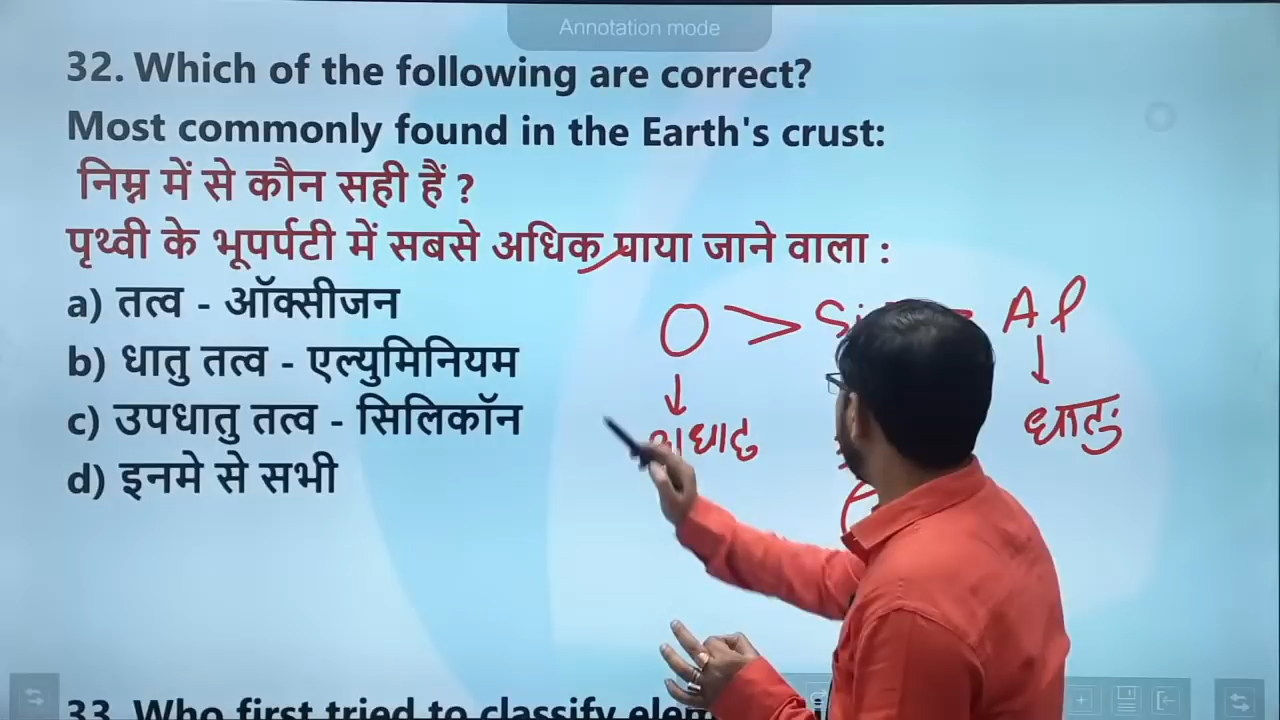 Annotation mode
32. Which of the following are correct?
Most commonly found in the Earth's crust:
निम्न में से कौन सही हैं ?
पृथ्वी के भूपर्पटी में सबसे अधिक पाया जाने वाला :
a) तत्व - ऑक्सीजन
O > Si Al
b) धातु तत्व - एल्युमिनियम
c) उपधातु तत्व - सिलिकॉन
धातु
d) इनमे से सभी
33. Who first tried to classify